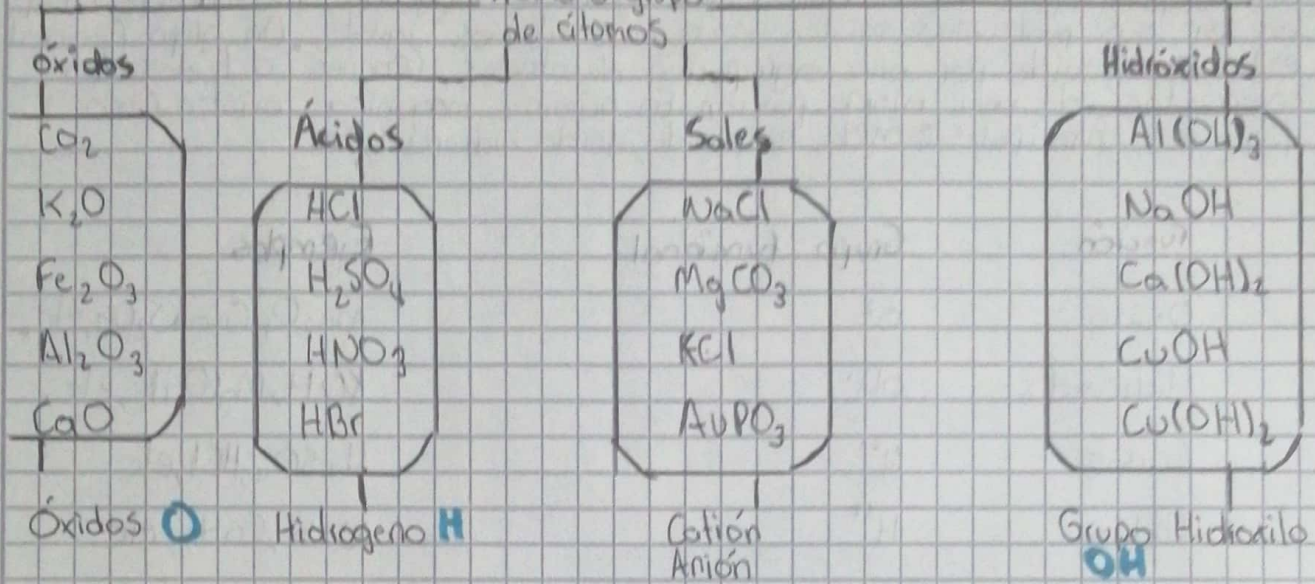 de átomos
óxidos
CO₂
K₂O
Fe₂O₃
Al₂O₃
CaO
Óxidos O
Ácidos
HCl
H₂SO₄
HNO₃
HBr
Hidrogeno H
Sales
NaCl
MgCO₃
KCl
AuPO₃
Catión
Anión
Hidróxidos
Al(OH)₃
NaOH
Ca(OH)₂
CuOH
Cu(OH)₂
Grupo Hidroxilo
OH